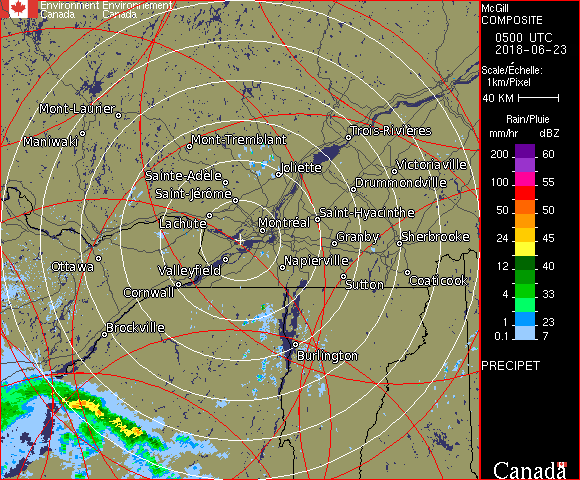 Environment Environnement
Canada Canada
McGill
COMPOSITE
0500 UTC
2018-06-23
Scale/Échelle:
1km/Pixel
40 KM
Rain/Pluie
mm/hr dBZ
200 60
100 55
50 50
24 45
12 40
4 33
1 23
0.1 7
PRECIPET
Canada
Mont-Laurier
Maniwaki
Mont-Tremblant
Trois-Rivières
Joliette
Victoriaville
Sainte-Adèle
Drummondville
Saint-Jérôme
Lachute
Saint-Hyacinthe
Montréal
Granby
Sherbrooke
Ottawa
Valleyfield
Napierville
Coaticook
Sutton
Cornwall
Brockville
Burlington